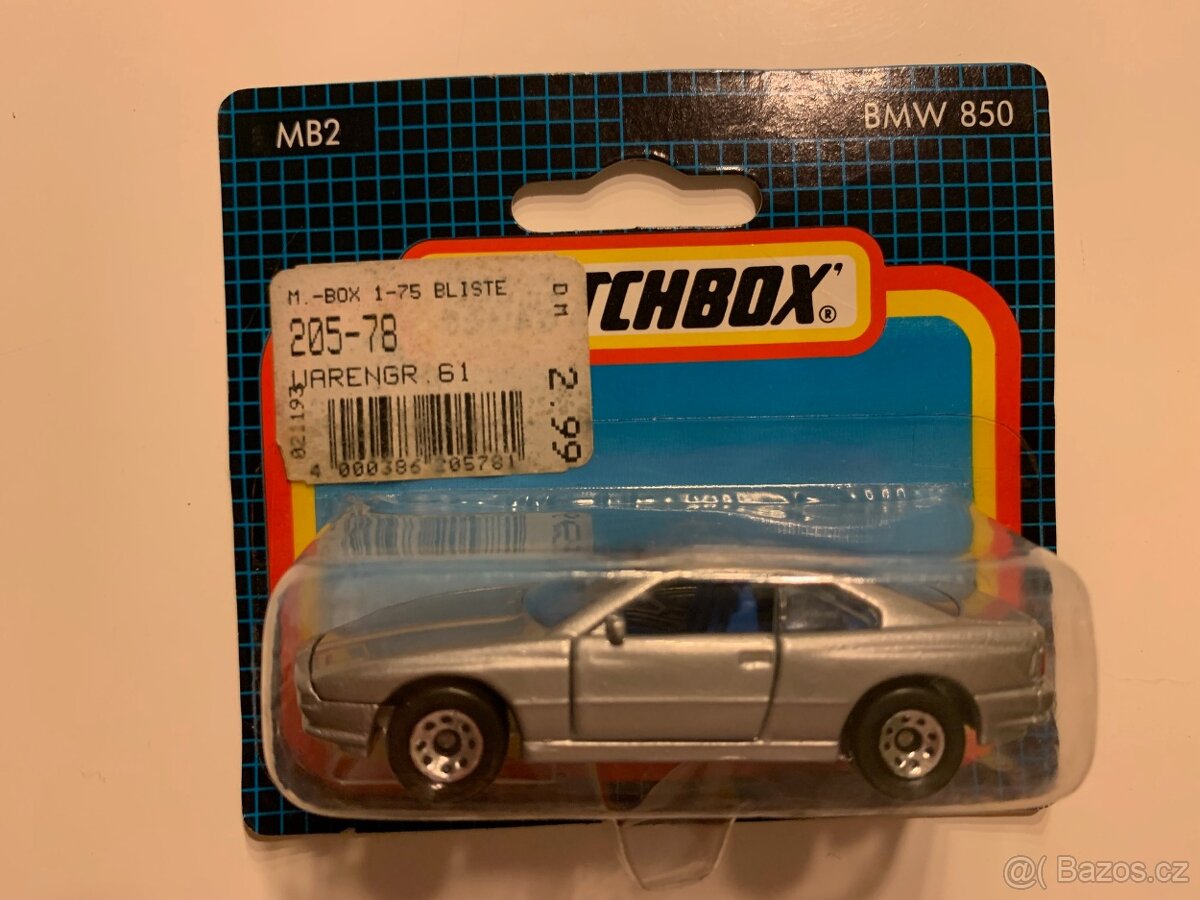 MB2
BMW 850
TCHBOX®
M.-BOX 1-75 BLISTE
DM
205-78
WARENGR.61
2.99
021193
4 000386 205781
@( Bazos.cz